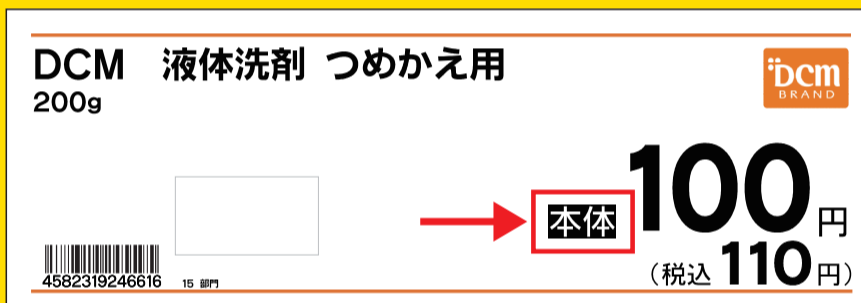 DCM 液体洗剤 つめかえ用
200g
DCM
BRAND
本体 100円
(税込 110円)
4582319246616 15 部門